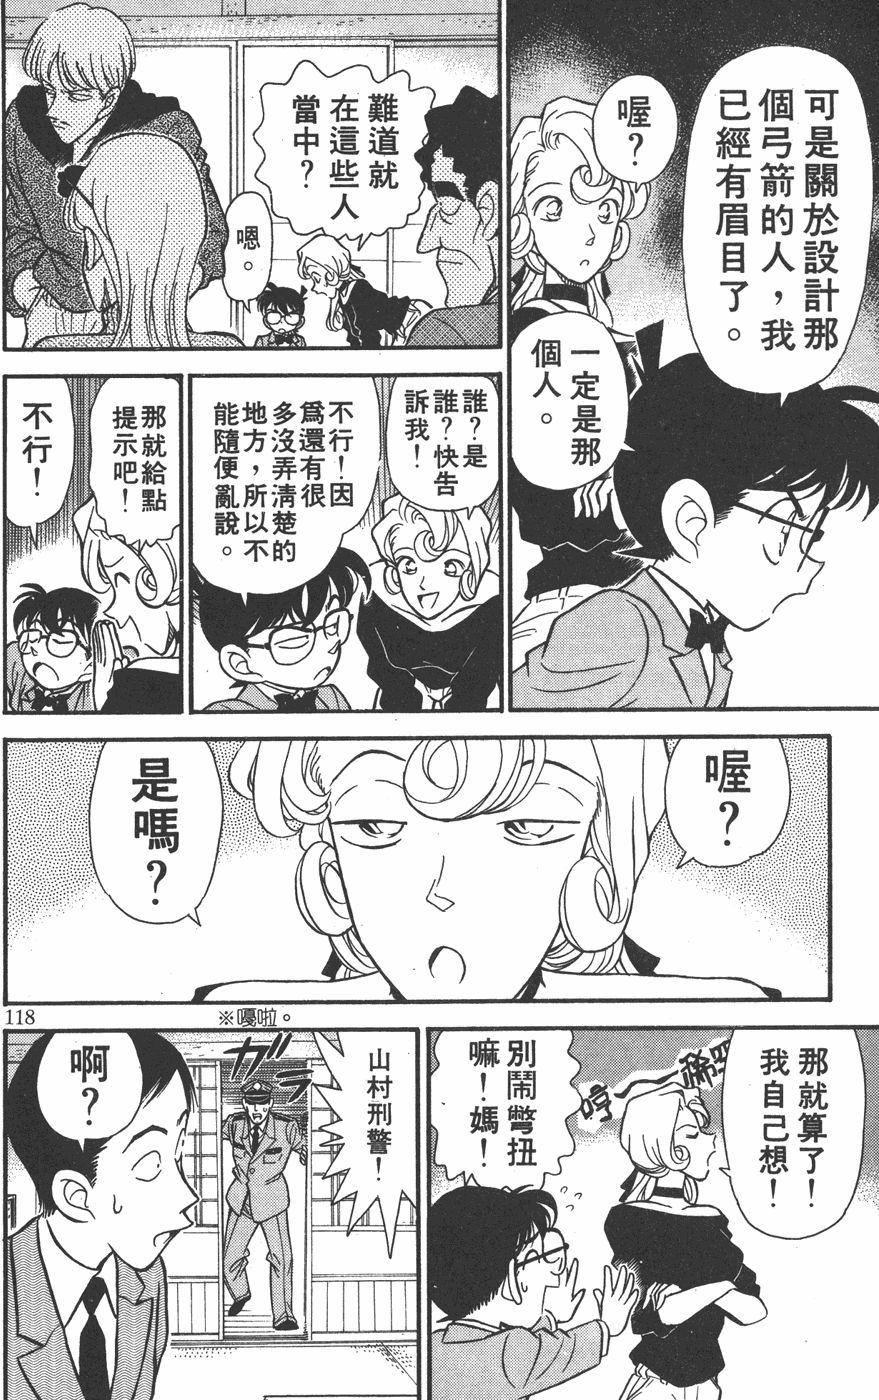 可是關於設計那
個弓箭的人，我
已經有眉目了。
喔？
一定是那
個人。
難道就
在這些人
當中？
嗯。
誰？是
誰？快告
訴我！
不行！因
為還有很
多沒弄清楚的
地方，所以不
能隨便亂說。
那就給點
提示吧！
不行！
喔？
是嗎？
118
※嘎啦。
那就算了！
我自己想！
哼～
別鬧彆扭
嘛！媽！
山村刑警！
ガッ
啊？